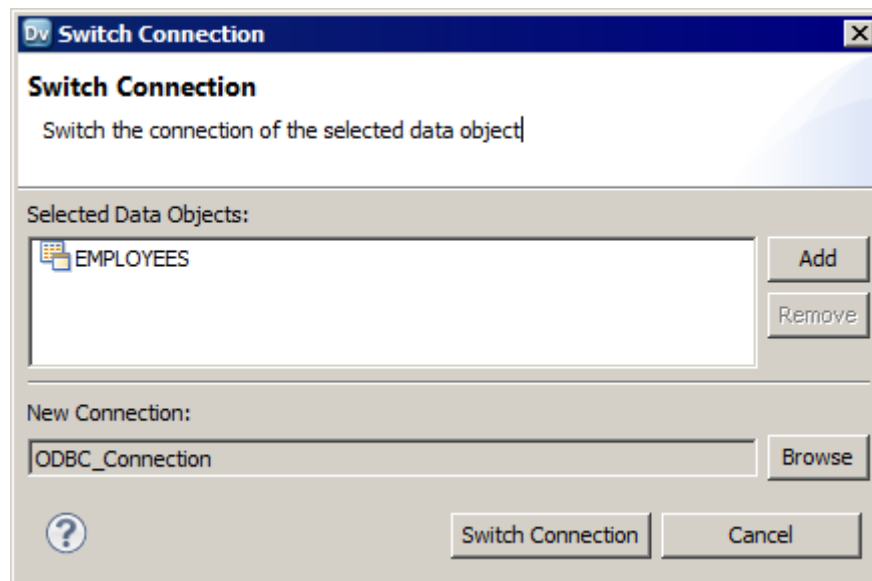 Dv Switch Connection
Switch Connection
Switch the connection of the selected data object
Selected Data Objects:
EMPLOYEES
Add
Remove
New Connection:
ODBC_Connection
Browse
?
Switch Connection
Cancel